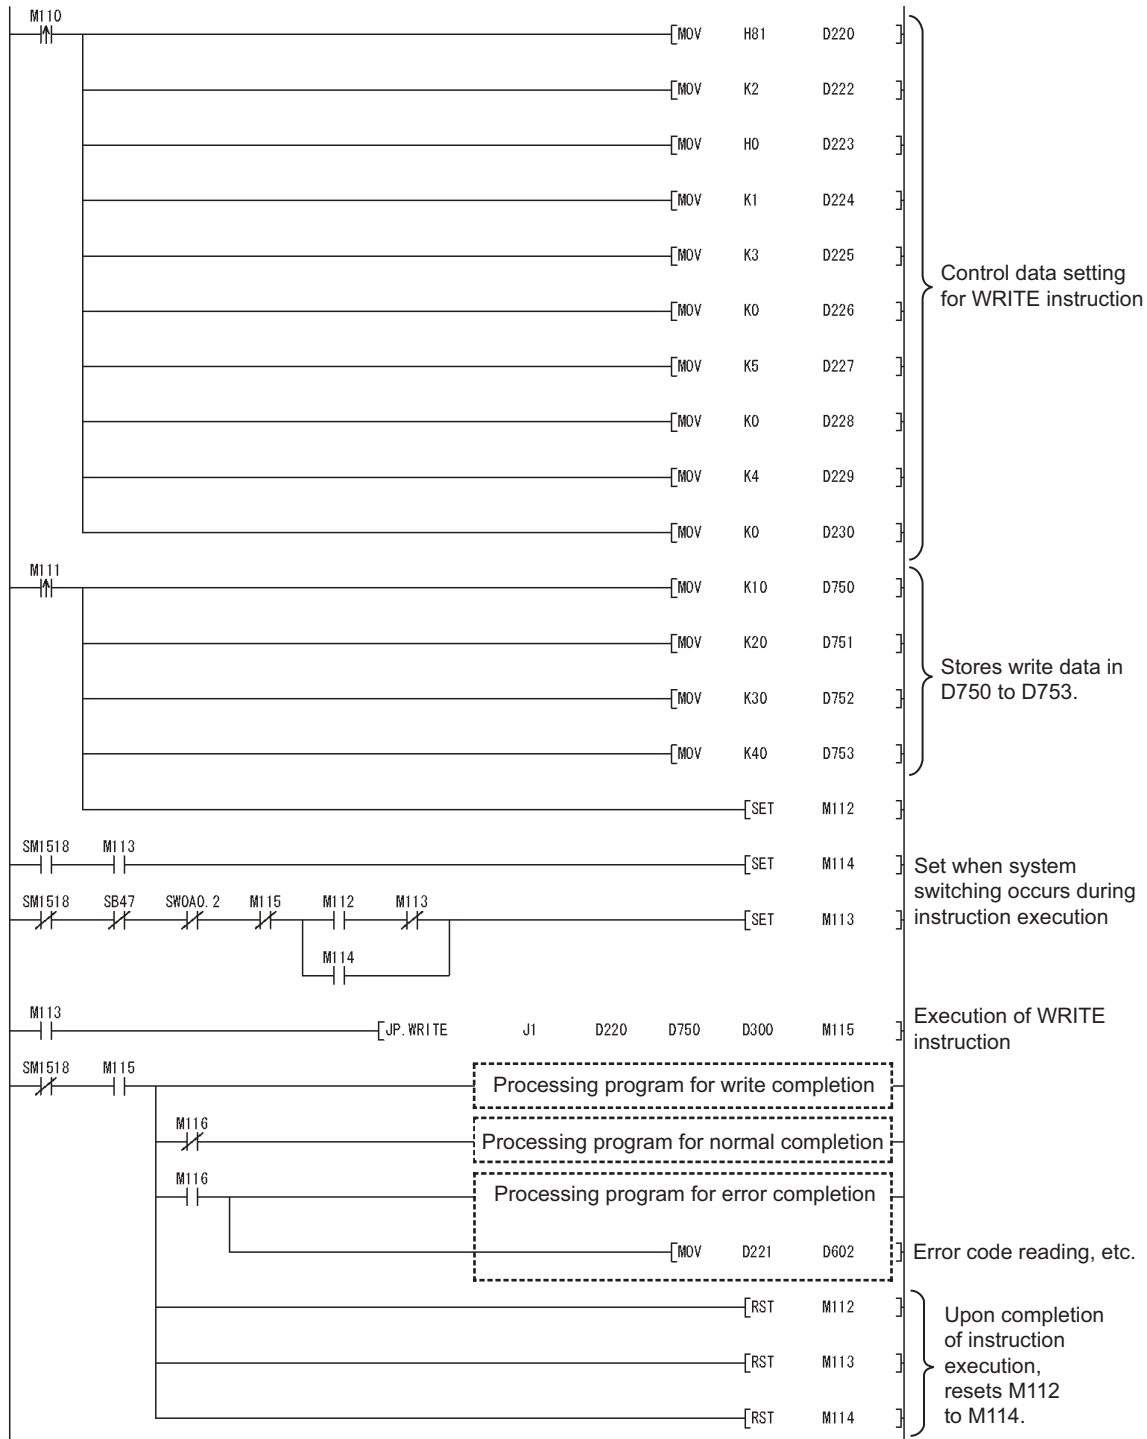 M110
MOV H81 D220
MOV K2 D222
MOV H0 D223
MOV K1 D224
MOV K3 D225
MOV K0 D226
MOV K5 D227
MOV K0 D228
MOV K4 D229
MOV K0 D230
Control data setting
for WRITE instruction
M111
MOV K10 D750
MOV K20 D751
MOV K30 D752
MOV K40 D753
Stores write data in
D750 to D753.
SET M112
SM1518 M113
SET M114
Set when system
switching occurs during
instruction execution
SM1518 SB47 SW0A0.2 M115 M112 M113
SET M113
M114
M113
JP.WRITE J1 D220 D750 D300 M115
Execution of WRITE
instruction
SM1518 M115
Processing program for write completion
M116
Processing program for normal completion
M116
Processing program for error completion
MOV D221 D602
Error code reading, etc.
RST M112
RST M113
RST M114
Upon completion
of instruction
execution,
resets M112
to M114.